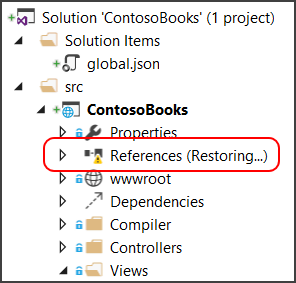 Solution 'ContosoBooks' (1 project)
Solution Items
global.json
src
ContosoBooks
Properties
References (Restoring...)
wwwroot
Dependencies
Compiler
Controllers
Views